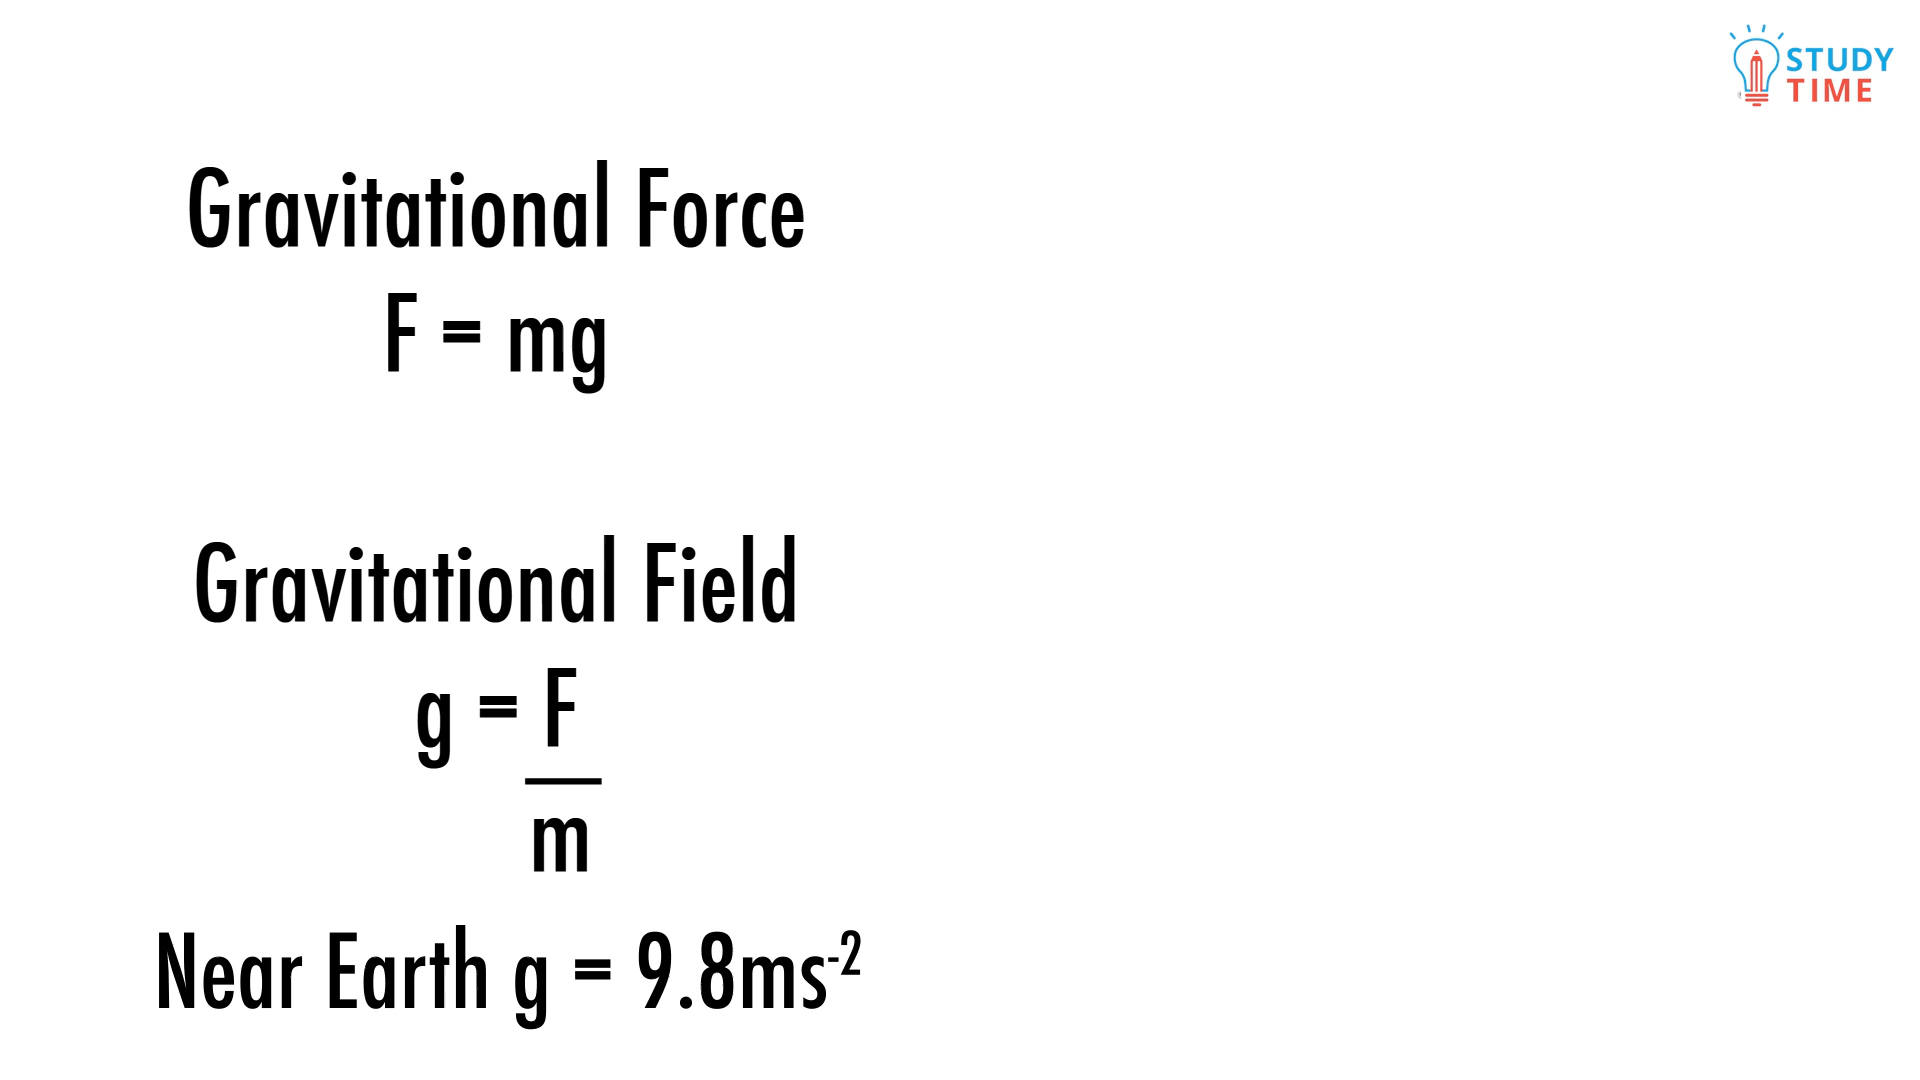 STUDY
TIME
Gravitational Force
F = mg
Gravitational Field
g = F
m
Near Earth g = 9.8ms⁻²